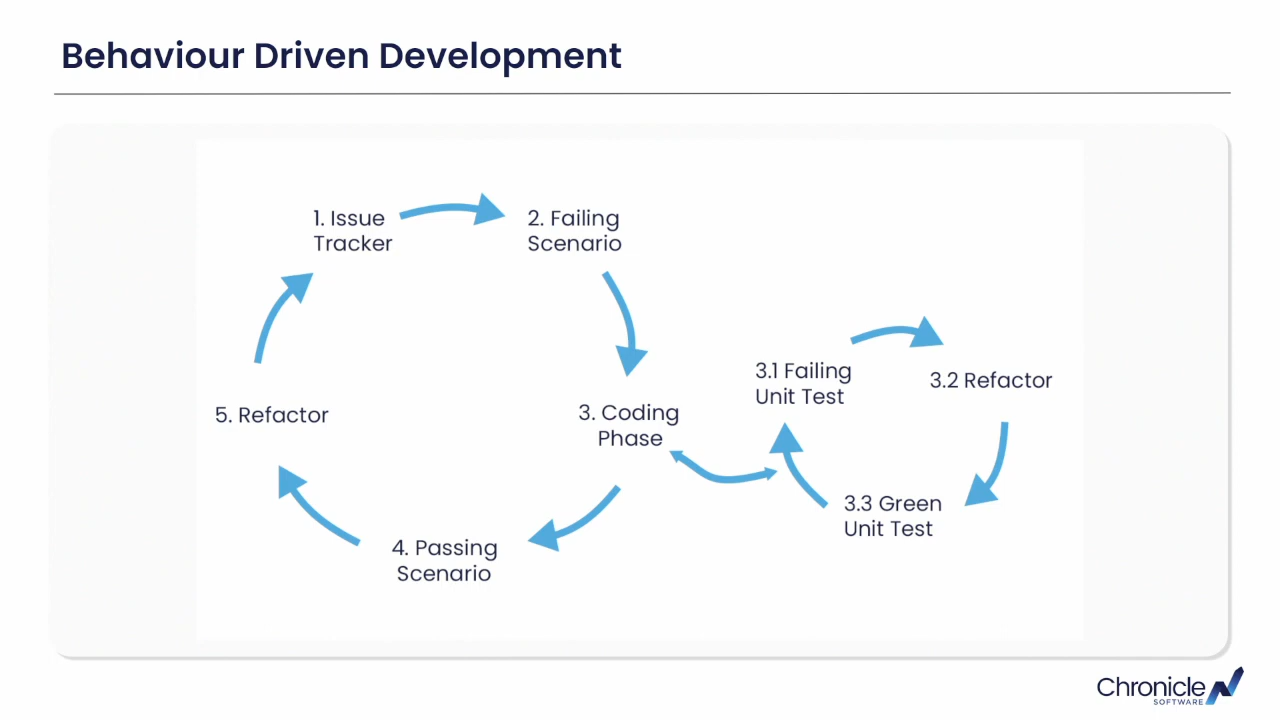 Behaviour Driven Development
1. Issue
Tracker
2. Failing
Scenario
3. Coding
Phase
4. Passing
Scenario
5. Refactor
3.1 Failing
Unit Test
3.2 Refactor
3.3 Green
Unit Test
Chronicle
SOFTWARE